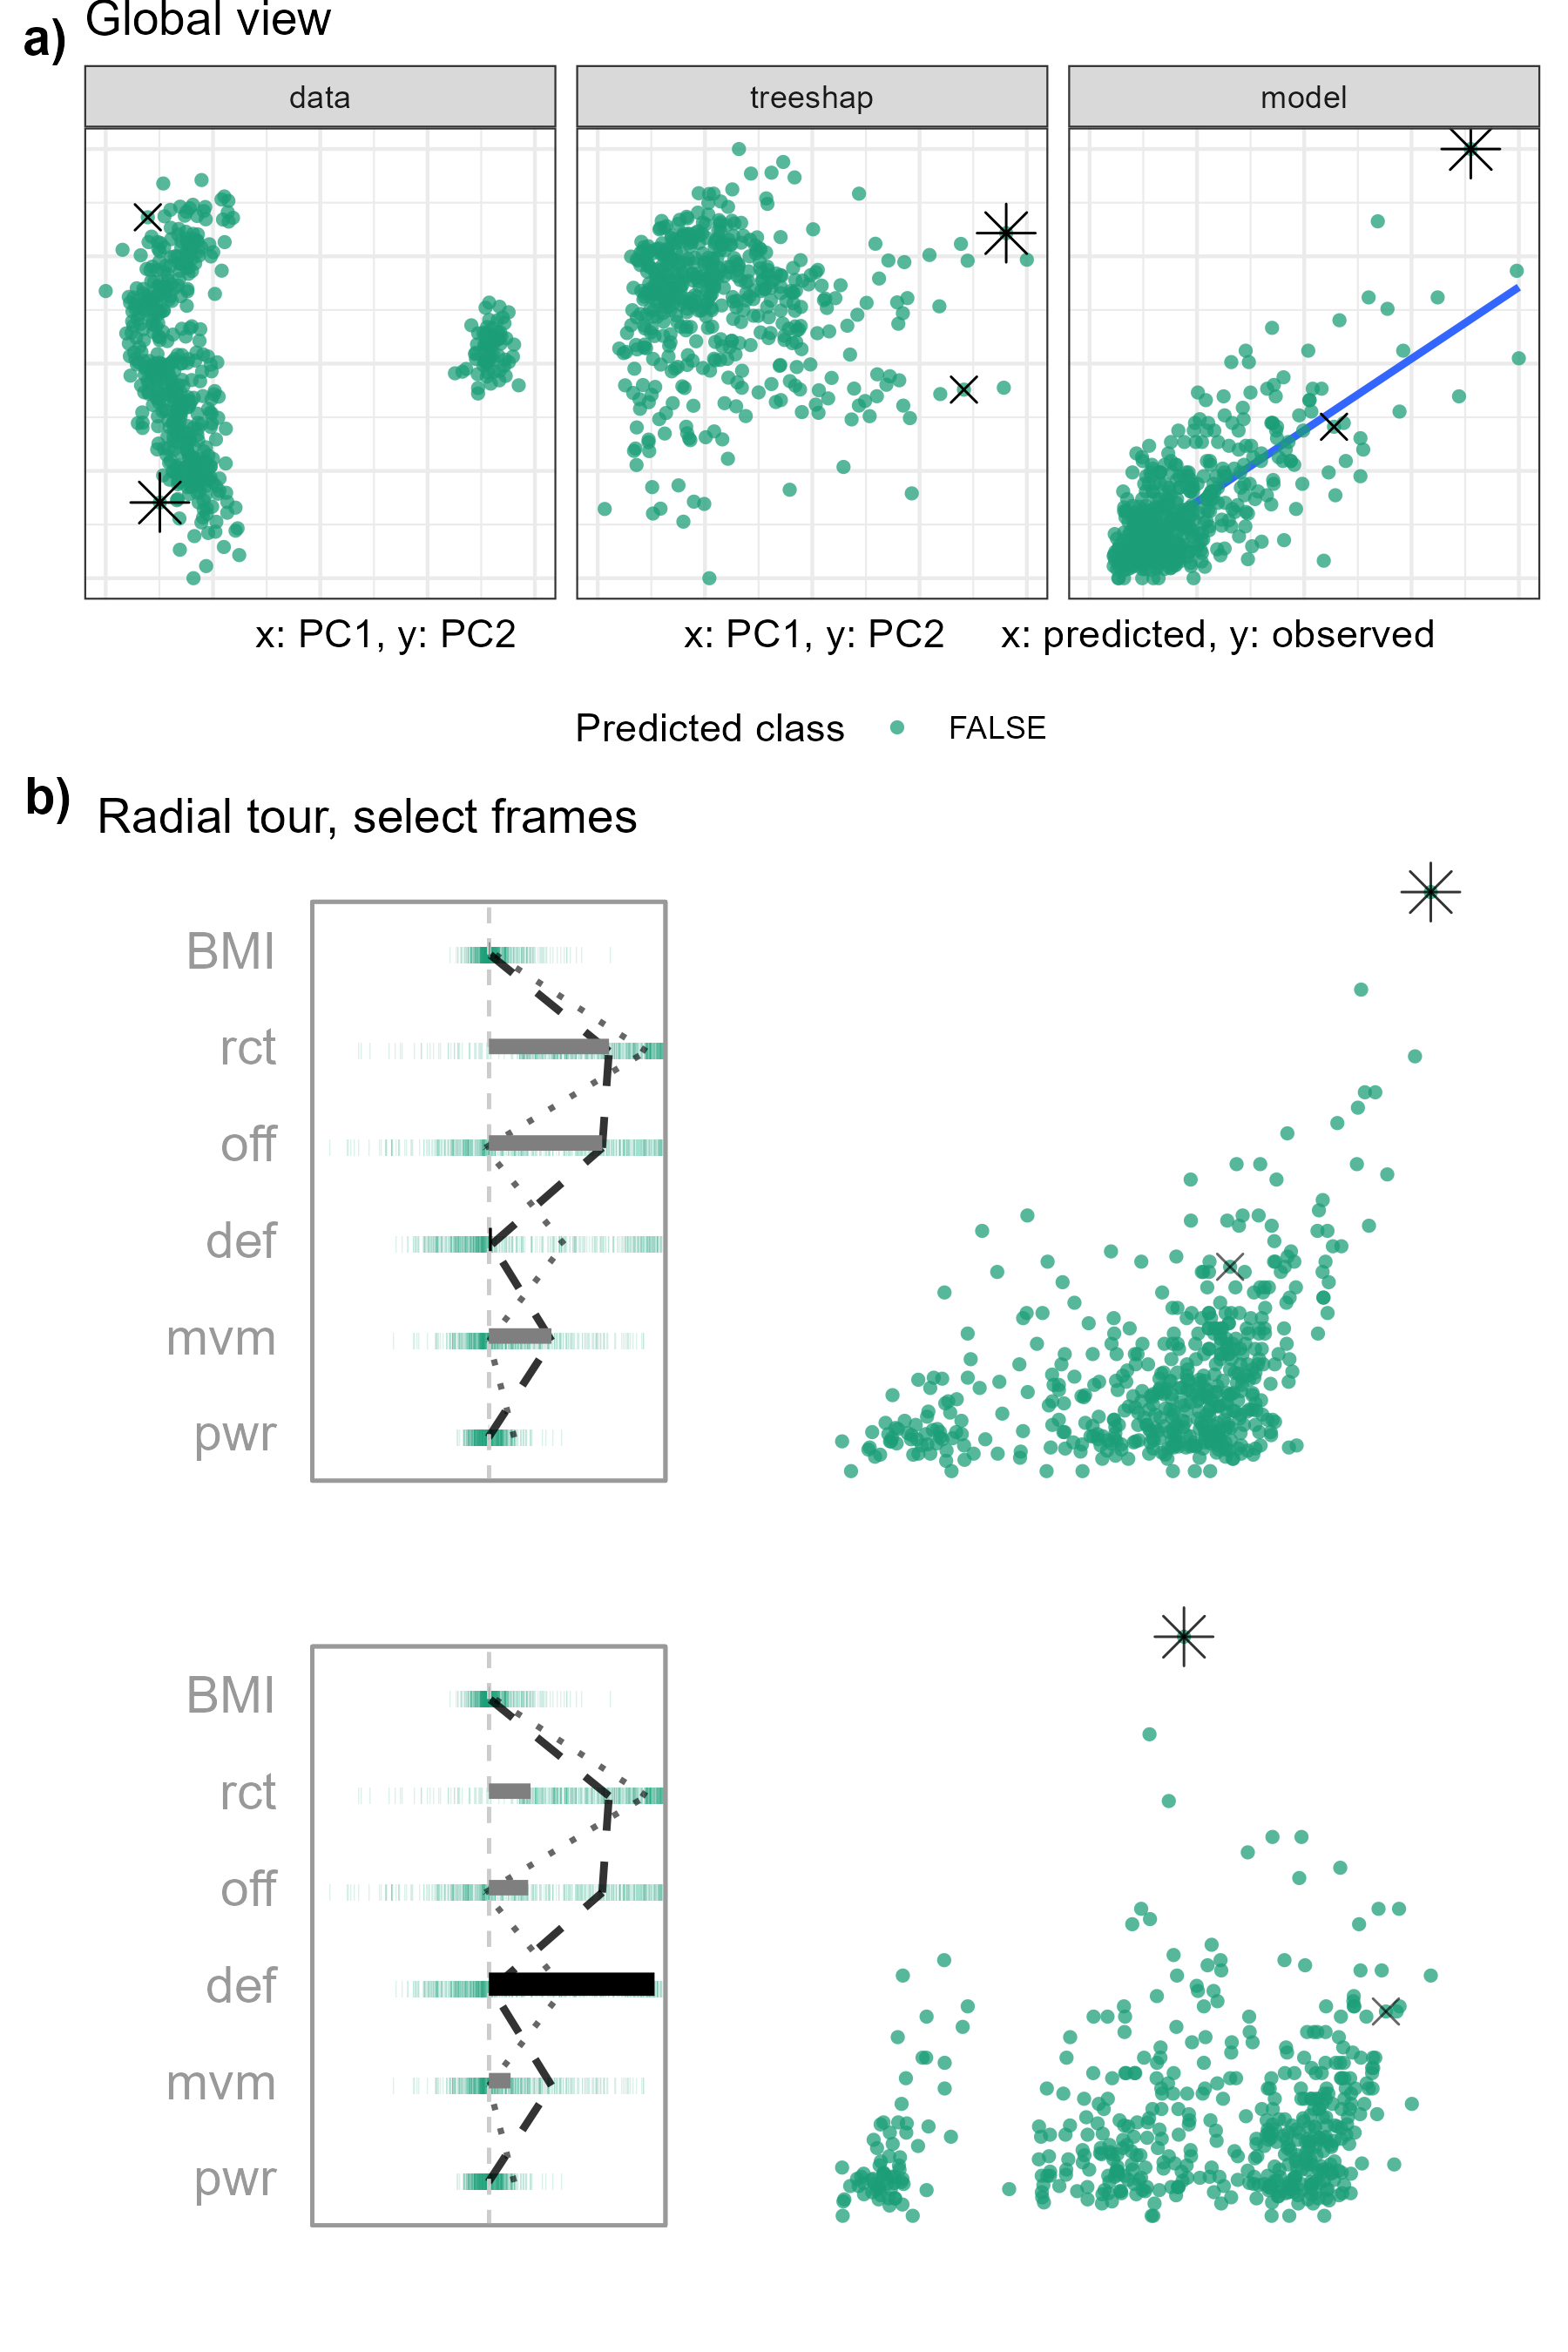 a) Global view
data treeshap model
x: PC1, y: PC2 x: PC1, y: PC2 x: predicted, y: observed
Predicted class FALSE
b) Radial tour, select frames
BMI
rct
off
def
mvm
pwr
BMI
rct
off
def
mvm
pwr